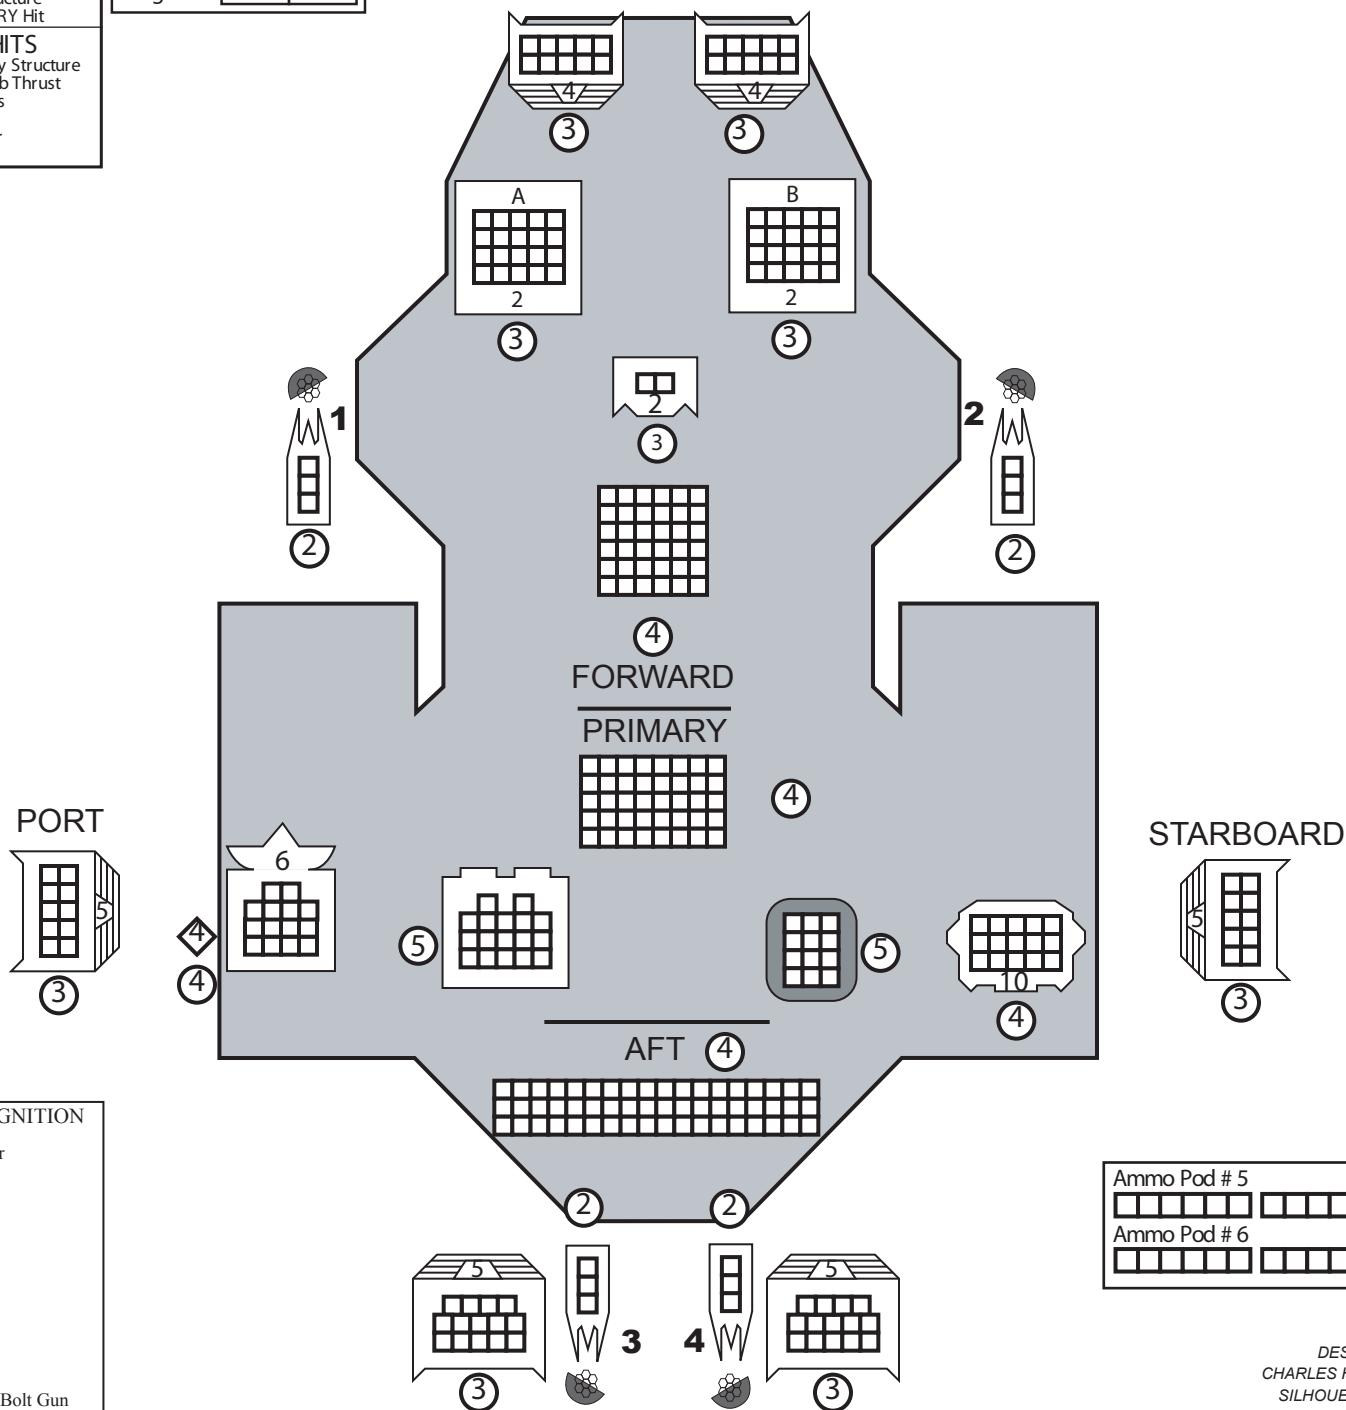 RY Hit
HITS
y Structure
b Thrust
4
4
3
3
A
B
2
2
3
3
1
2
2
3
2
2
4
FORWARD
PRIMARY
4
PORT
STARBOARD
6
5
5
4
5
5
4
3
10
4
3
AFT 4
GNITION
2
2
Ammo Pod # 5
Ammo Pod # 6
5
5
3
4
3
3
Bolt Gun
DES
CHARLES H
SILHOUE